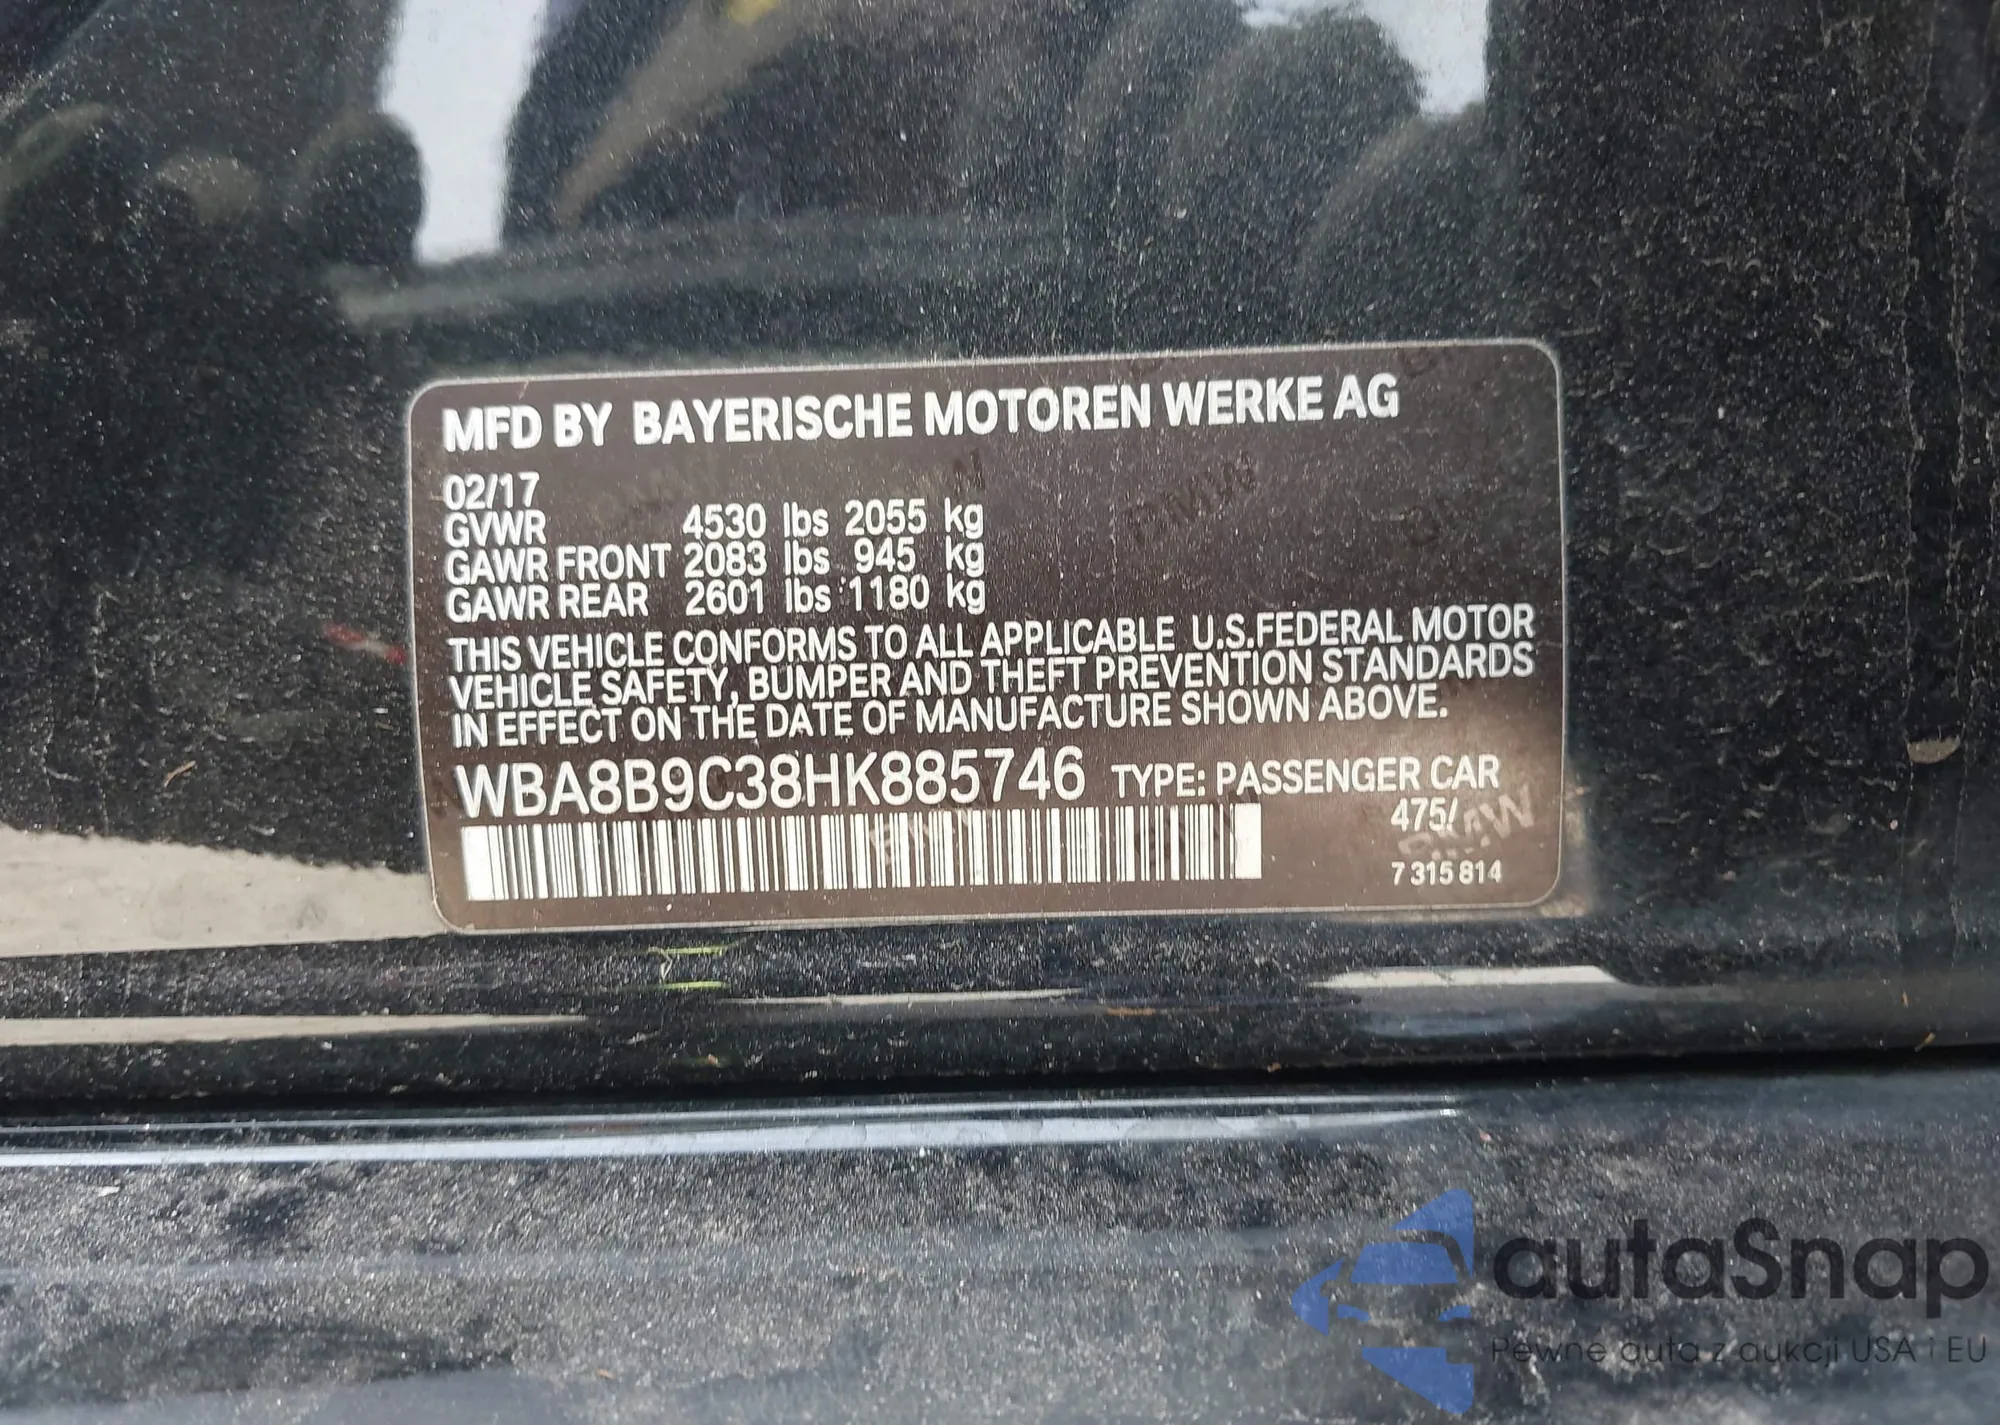 MFD BY BAYERISCHE MOTOREN WERKE AG
02/17
GVWR 4530 lbs 2055 kg
GAWR FRONT 2083 lbs 945 kg
GAWR REAR 2601 lbs 1180 kg
THIS VEHICLE CONFORMS TO ALL APPLICABLE U.S.FEDERAL MOTOR
VEHICLE SAFETY, BUMPER AND THEFT PREVENTION STANDARDS
IN EFFECT ON THE DATE OF MANUFACTURE SHOWN ABOVE.
WBA8B9C38HK885746 TYPE: PASSENGER CAR
475/
7 315 814
autaSnap
Pewne auta z aukcji USA i EU